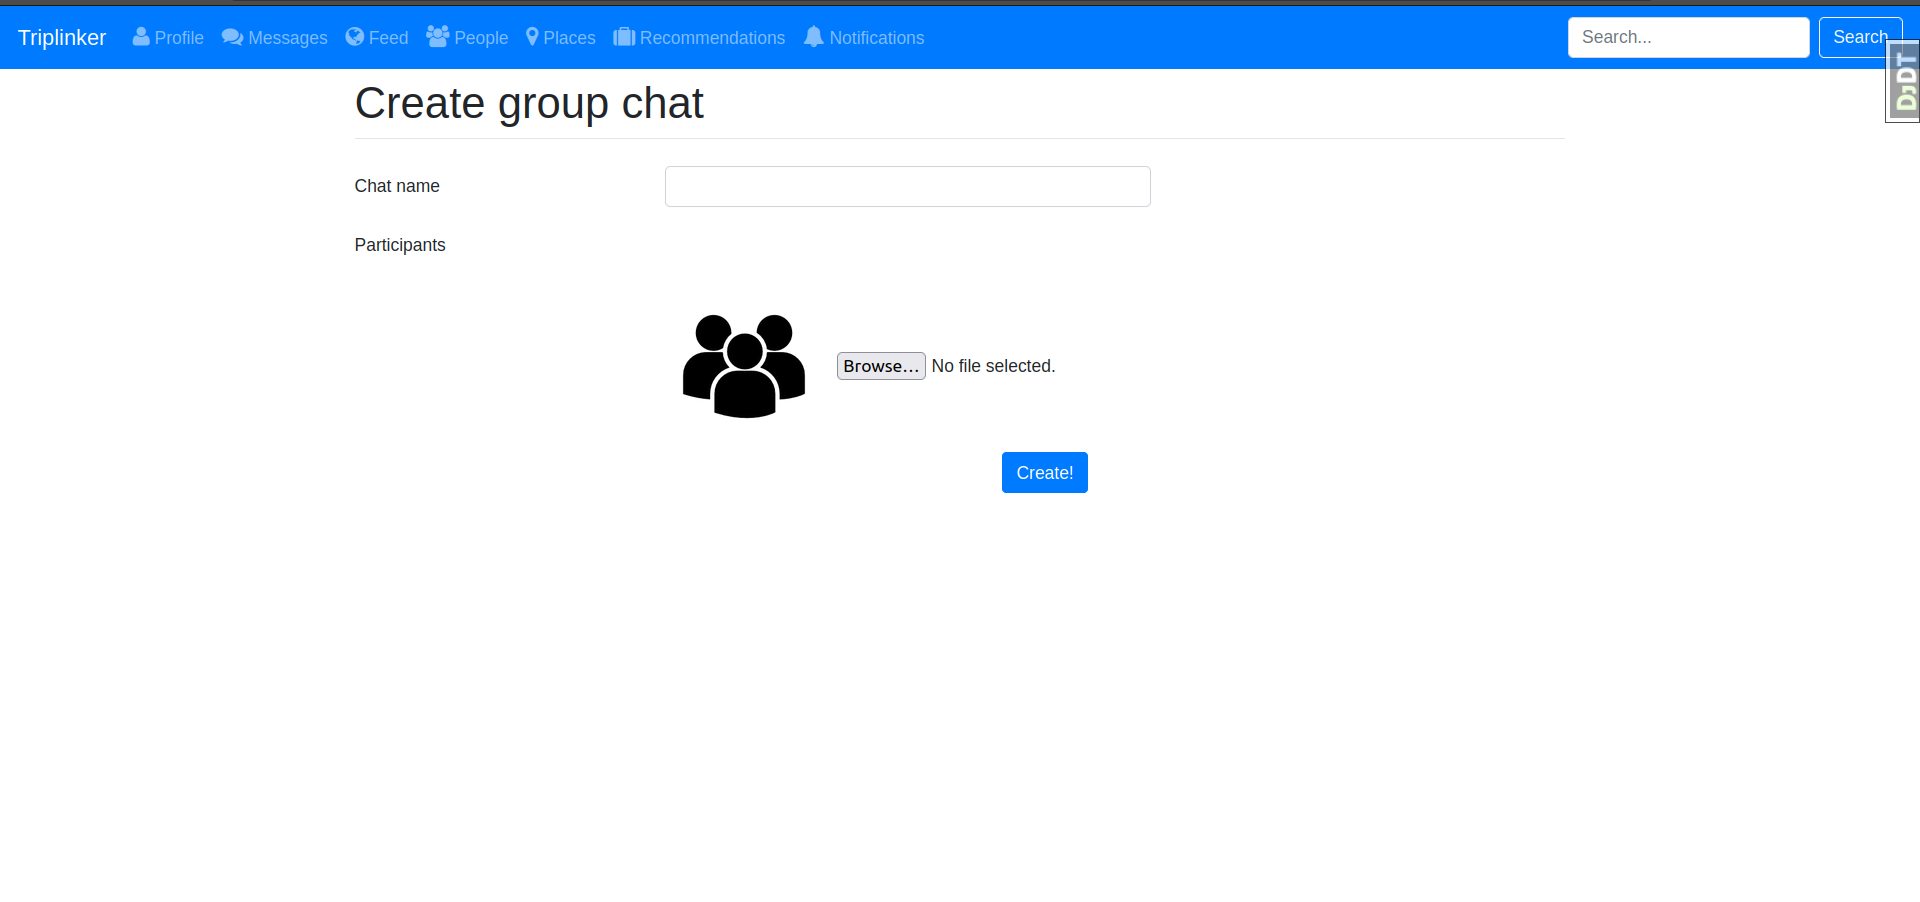 Triplinker Profile Messages Feed People Places Recommendations Notifications Search... Search
DjDT
Create group chat
Chat name
Participants
Browse... No file selected.
Create!